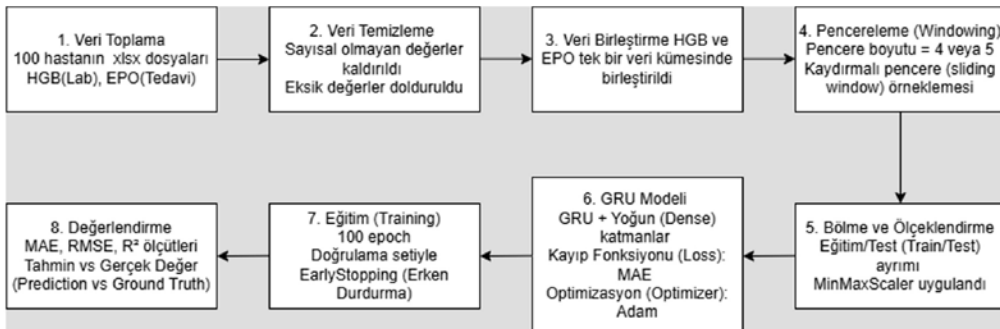 1. Veri Toplama
100 hastanın xlsx dosyaları
HGB(Lab), EPO(Tedavi)
2. Veri Temizleme
Sayısal olmayan değerler
kaldırıldı
Eksik değerler dolduruldu
3. Veri Birleştirme HGB ve
EPO tek bir veri kümesinde
birleştirildi
4. Pencereleme (Windowing)
Pencere boyutu = 4 veya 5
Kaydırmalı pencere (sliding
window) örneklemesi
5. Bölme ve Ölçeklendirme
Eğitim/Test (Train/Test)
ayrımı
MinMaxScaler uygulandı
6. GRU Modeli
GRU + Yoğun (Dense)
katmanlar
Kayıp Fonksiyonu (Loss):
MAE
Optimizasyon (Optimizer):
Adam
7. Eğitim (Training)
100 epoch
Doğrulama setiyle
EarlyStopping (Erken
Durdurma)
8. Değerlendirme
MAE, RMSE, R² ölçütleri
Tahmin vs Gerçek Değer
(Prediction vs Ground Truth)